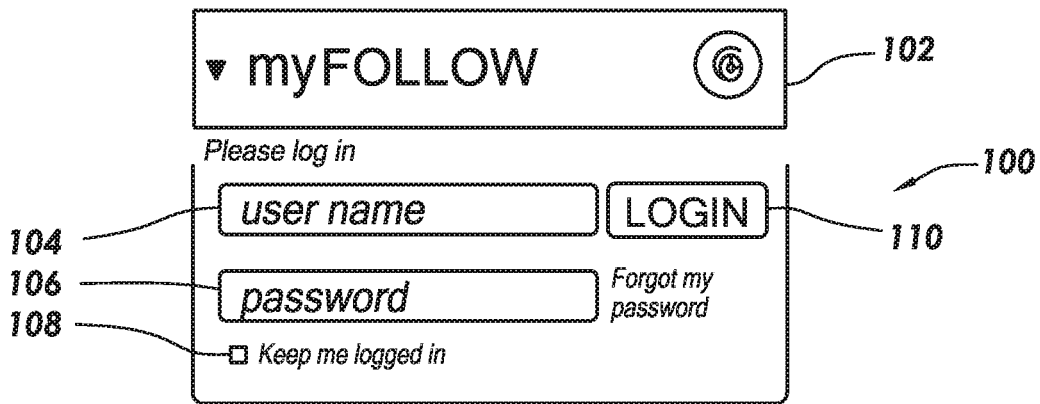 myFOLLOW
102
Please log in
100
user name
LOGIN
104
110
106
password
Forgot my
password
108
Keep me logged in